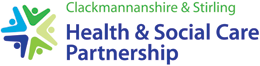 Clackmannanshire & Stirling
Health & Social Care
Partnership